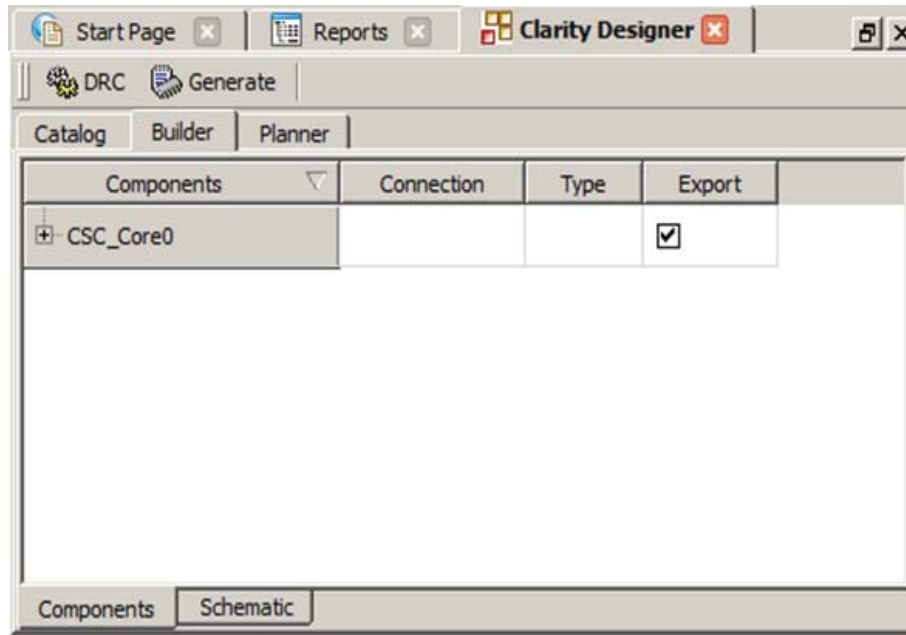 Start Page Reports Clarity Designer
DRC Generate
Catalog Builder Planner
Components Connection Type Export
CSC_Core0
Components Schematic